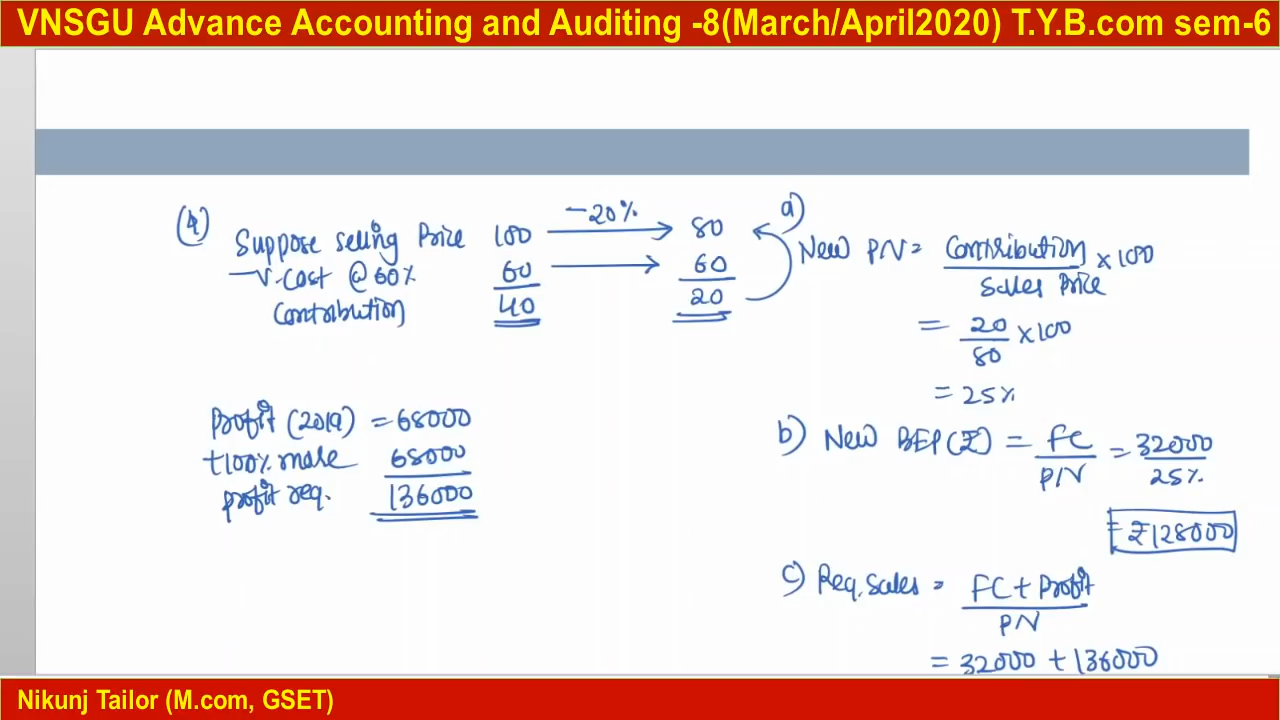 VNSGU Advance Accounting and Auditing -8(March/April2020) T.Y.B.com sem-6
(4)
Suppose selling Price 100 -20% 80
V.Cost @ 60% 60 60
Contribution 40 20
a)
New P/V = Contribution / Sales Price × 100
= 20 / 80 × 100
= 25%
Profit (2019) = 68000
+100% more 68000
profit req. 136000
b) New BEP(₹) = FC / P/V = 32000 / 25%
= ₹128000
c) Req. Sales = FC + Profit / P/V
= 32000 + 136000
Nikunj Tailor (M.com, GSET)